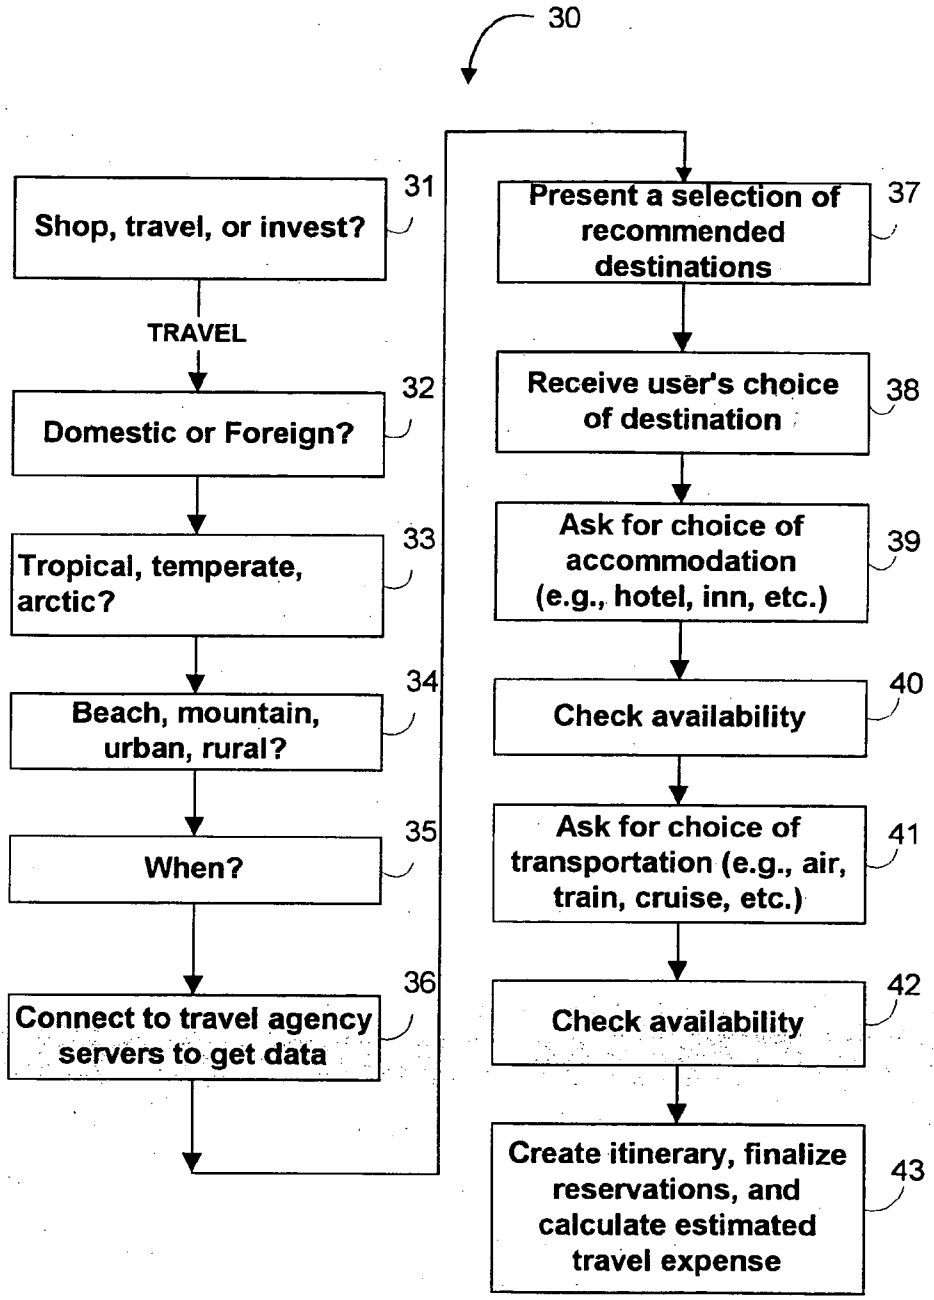 30
31
Shop, travel, or invest?
TRAVEL
32
Domestic or Foreign?
33
Tropical, temperate,
arctic?
34
Beach, mountain,
urban, rural?
35
When?
36
Connect to travel agency
servers to get data
37
Present a selection of
recommended
destinations
38
Receive user's choice
of destination
39
Ask for choice of
accommodation
(e.g., hotel, inn, etc.)
40
Check availability
41
Ask for choice of
transportation (e.g., air,
train, cruise, etc.)
42
Check availability
43
Create itinerary, finalize
reservations, and
calculate estimated
travel expense